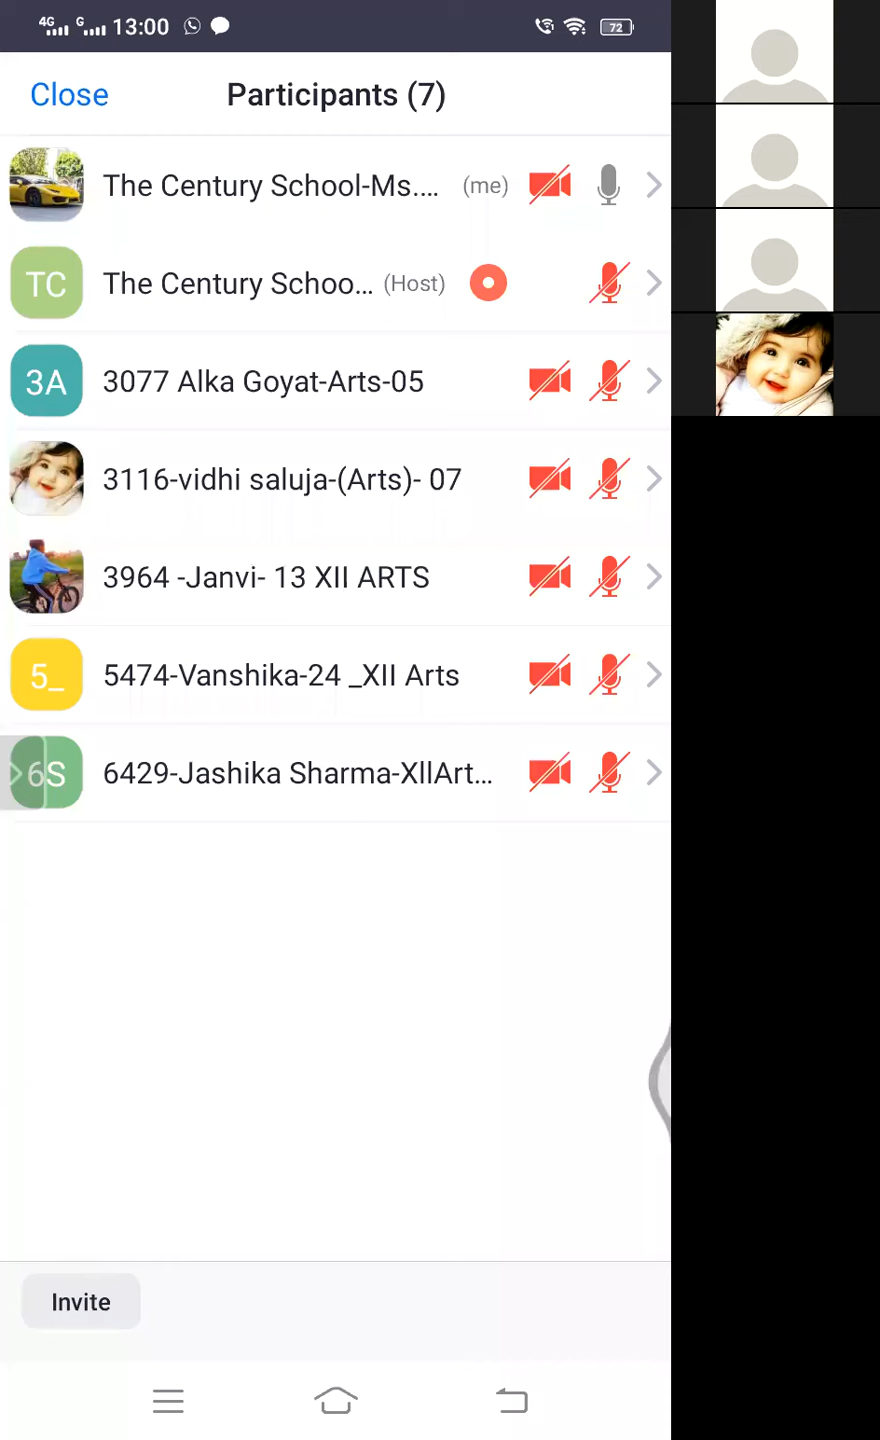 4G G 13:00 72
Close Participants (7)
The Century School-Ms.... (me)
TC The Century Schoo... (Host)
3A 3077 Alka Goyat-Arts-05
3116-vidhi saluja-(Arts)- 07
3964 -Janvi- 13 XII ARTS
5_ 5474-Vanshika-24 _XII Arts
6S 6429-Jashika Sharma-XllArt...
Invite